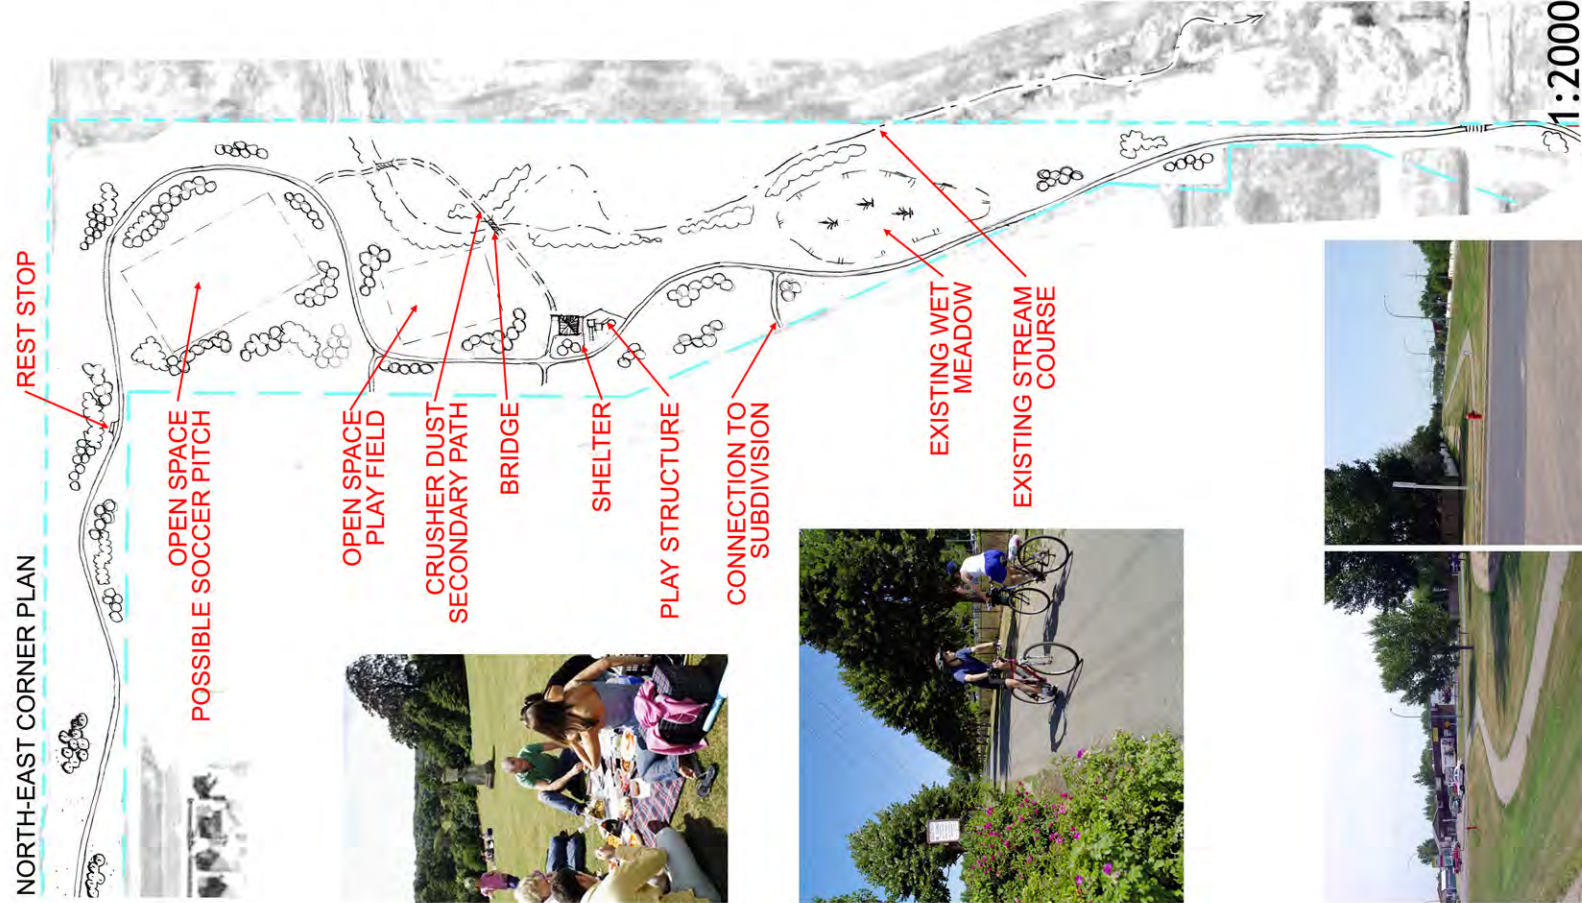 NORTH-EAST CORNER PLAN
REST STOP
OPEN SPACE
POSSIBLE SOCCER PITCH
OPEN SPACE
PLAY FIELD
CRUSHER DUST
SECONDARY PATH
BRIDGE
SHELTER
PLAY STRUCTURE
CONNECTION TO
SUBDIVISION
EXISTING WET
MEADOW
EXISTING STREAM
COURSE
1:2000